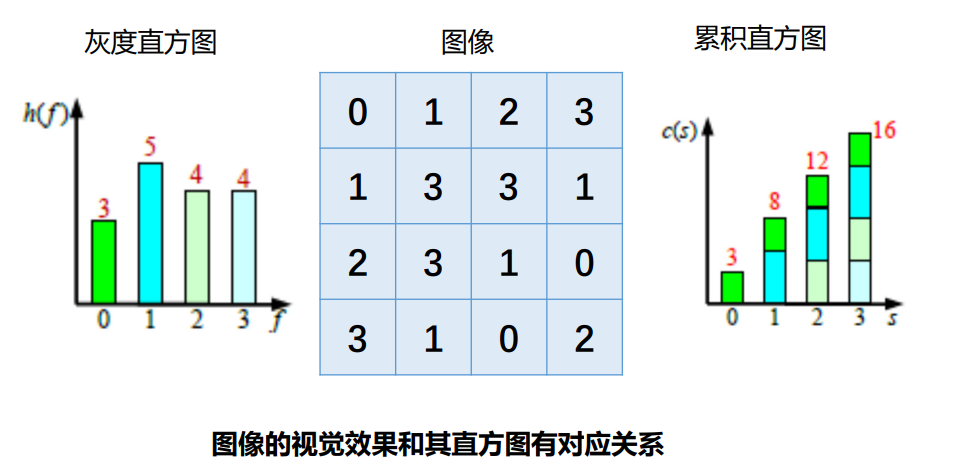 灰度直方图 图像 累积直方图
h(f)
3 5 4 4
0 1 2 3 f
0 1 2 3
1 3 3 1
2 3 1 0
3 1 0 2
c(s)
3 8 12 16
0 1 2 3 s
图像的视觉效果和其直方图有对应关系